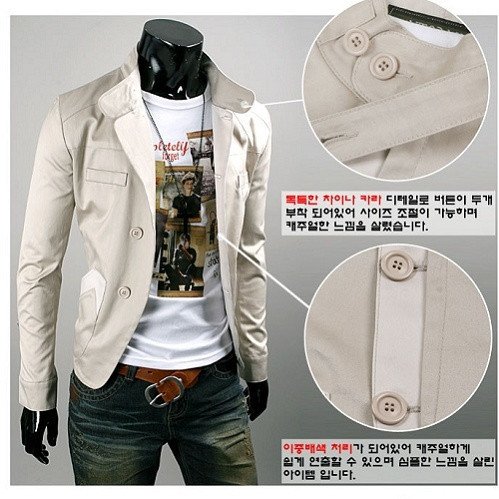 pletelf
forget
독특한 차이나 카라 디테일로 버튼이 두개
부착 되어있어 사이즈 조절이 가능하며
캐주얼한 느낌을 살렸습니다.
이중배색 처리가 되어있어 캐주얼하게
쉽게 연출할 수 있으며 심플한 느낌을 살린
아이템 입니다.